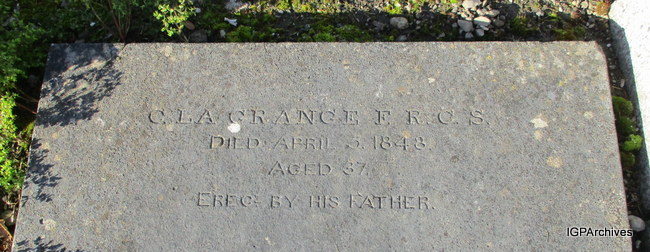 C. LA GRANGE F. R. C. S.
DIED APRIL 5. 1848.
AGED 37.
EREC^D BY HIS FATHER.
IGPArchives